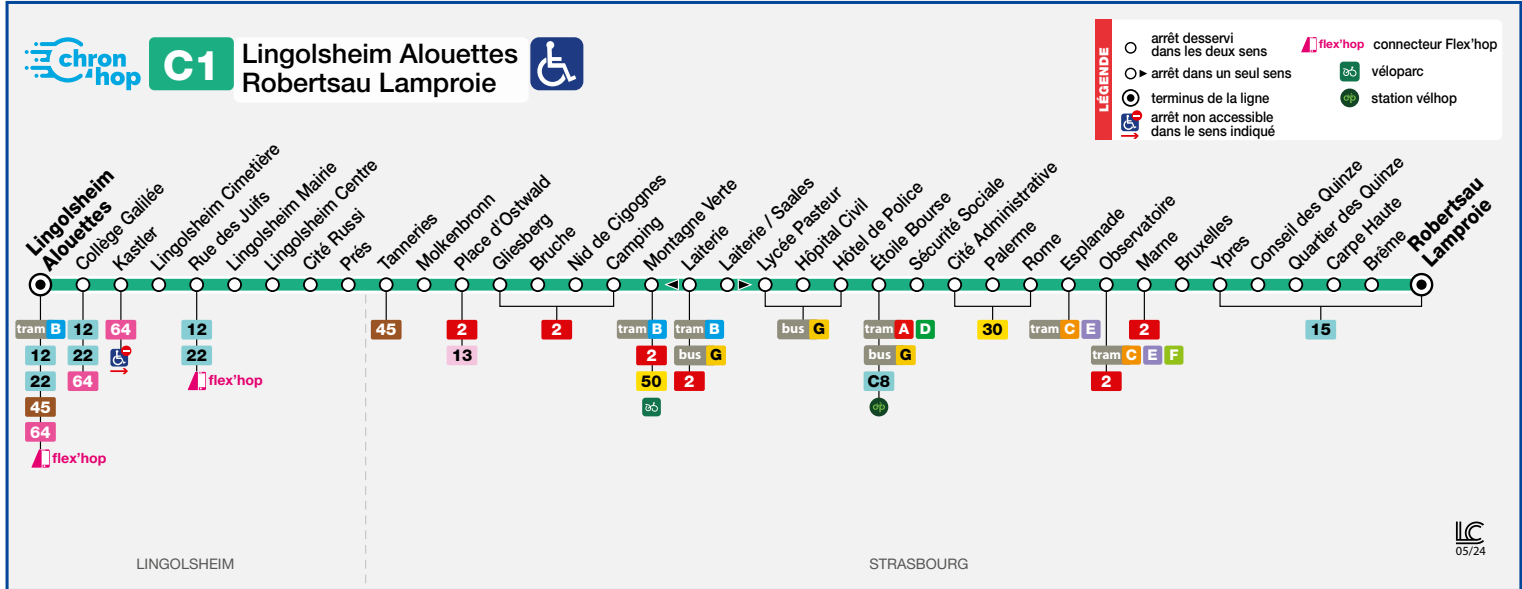 chron
hop
C1
Lingolsheim Alouettes
Robertsau Lamproie
LÉGENDE
arrêt desservi
dans les deux sens
arrêt dans un seul sens
terminus de la ligne
arrêt non accessible
dans le sens indiqué
flex'hop connecteur Flex'hop
véloparc
station vélhop
Lingolsheim
Alouettes
Collège Galilée
Kastler
Lingolsheim Cimetière
Rue des Juifs
Lingolsheim Mairie
Lingolsheim Centre
Cité Russi
Prés
Tanneries
Molkenbronn
Place d'Ostwald
Gliesberg
Bruche
Nid de Cigognes
Camping
Montagne Verte
Laiterie
Laiterie / Saales
Lycée Pasteur
Hôpital Civil
Hôtel de Police
Étoile Bourse
Sécurité Sociale
Cité Administrative
Palerme
Rome
Esplanade
Observatoire
Marne
Bruxelles
Ypres
Conseil des Quinze
Quartier des Quinze
Carpe Haute
Brême
Robertsau
Lamproie
tram B
12
22
45
64
flex'hop
12
22
64
64
12
22
flex'hop
45
2
13
2
tram B
2
50
tram B
bus G
2
bus G
tram A D
bus G
C8
30
tram C E
tram C E F
2
2
15
LINGOLSHEIM
STRASBOURG
LC
05/24